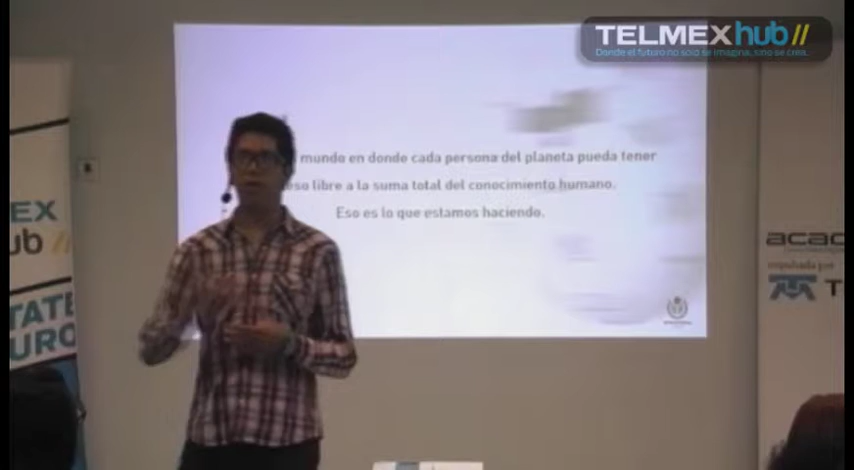 TELMEXhub//
Donde el futuro no solo se imagina, sino se crea.
mundo en donde cada persona del planeta pueda tener
eso libre a la suma total del conocimiento humano.
Eso es lo que estamos haciendo.
EX
ub //
TATE
URO
acad
impulsada por
T